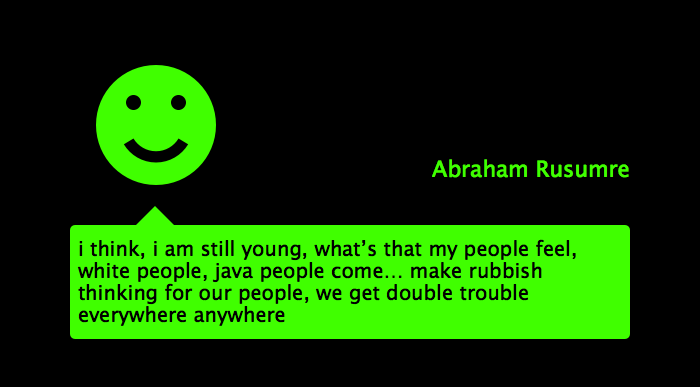 Abraham Rusumre
i think, i am still young, what’s that my people feel,
white people, java people come... make rubbish
thinking for our people, we get double trouble
everywhere anywhere